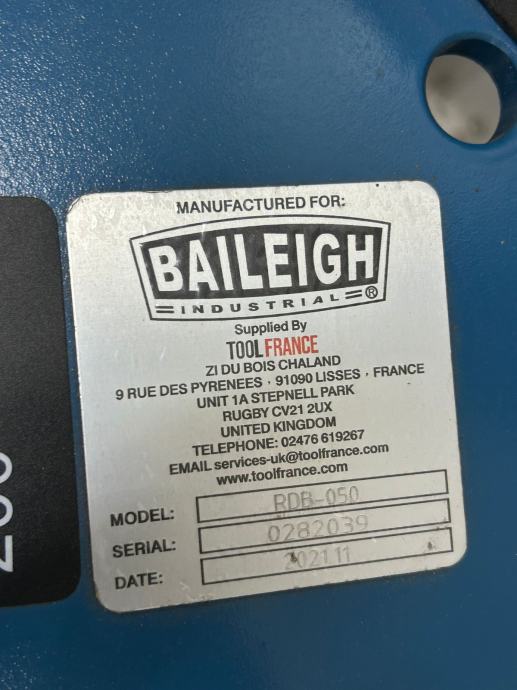 MANUFACTURED FOR:
BAILEIGH
INDUSTRIAL ®
Supplied By
TOOLFRANCE
ZI DU BOIS CHALAND
9 RUE DES PYRENEES · 91090 LISSES · FRANCE
UNIT 1A STEPNELL PARK
RUGBY CV21 2UX
UNITED KINGDOM
TELEPHONE: 02476 619267
EMAIL services-uk@toolfrance.com
www.toolfrance.com
MODEL: RDB-050
SERIAL: 0282039
DATE: 2021 11